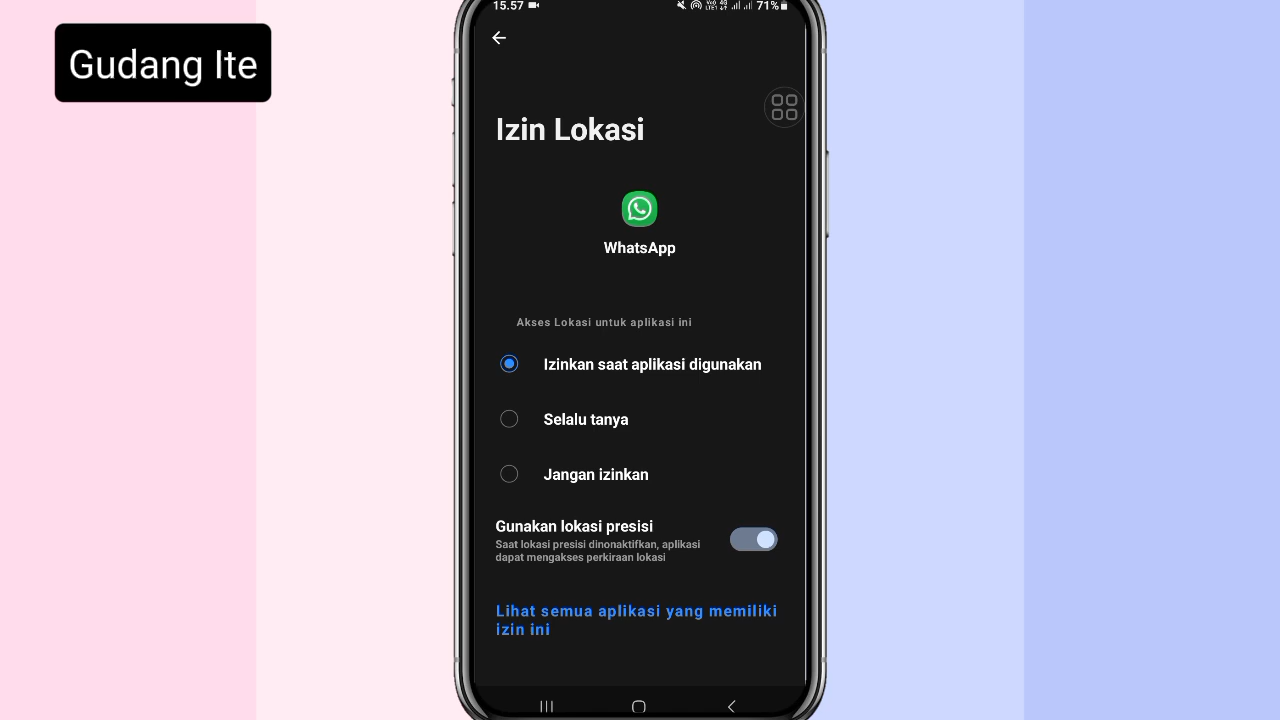 Gudang Ite
15.57
71%
Izin Lokasi
WhatsApp
Akses Lokasi untuk aplikasi ini
Izinkan saat aplikasi digunakan
Selalu tanya
Jangan izinkan
Gunakan lokasi presisi
Saat lokasi presisi dinonaktifkan, aplikasi
dapat mengakses perkiraan lokasi
Lihat semua aplikasi yang memiliki
izin ini